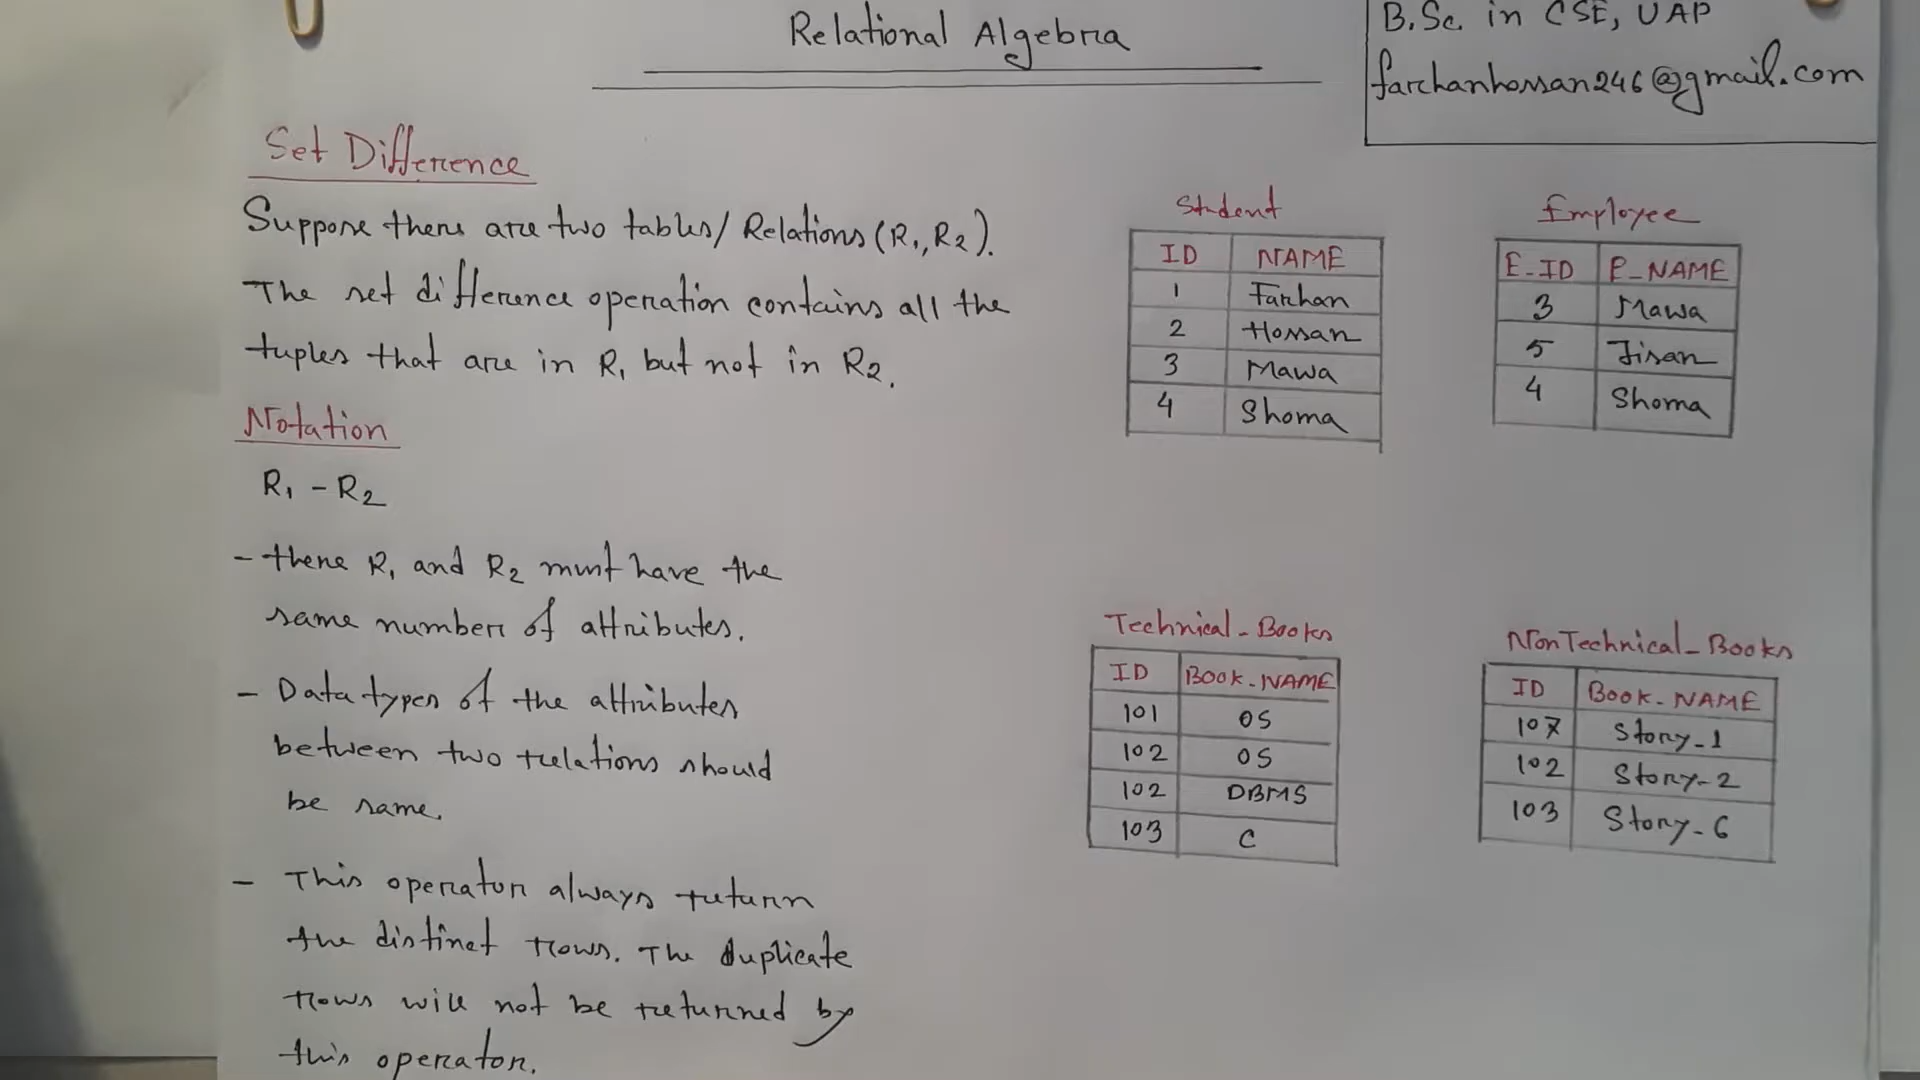 Relational Algebra
B.Sc. in CSE, UAP
farhanhossan246@gmail.com
Set Difference
Suppose there are two tables/Relations (R1, R2).
The set difference operation contains all the
tuples that are in R1 but not in R2.
Notation
R1 - R2
- there R1 and R2 must have the
same number of attributes.
- Data types of the attributes
between two relations should
be same.
- This operator always return
the distinct rows. The duplicate
rows will not be returned by
this operator.
Student
ID NAME
1 Farhan
2 Hossan
3 Mawa
4 Shoma
Employee
E_ID E_NAME
3 Mawa
5 Jisan
4 Shoma
Technical_Books
ID BOOK_NAME
101 OS
102 OS
102 DBMS
103 C
NonTechnical_Books
ID BOOK_NAME
107 Story_1
102 Story_2
103 Story_6